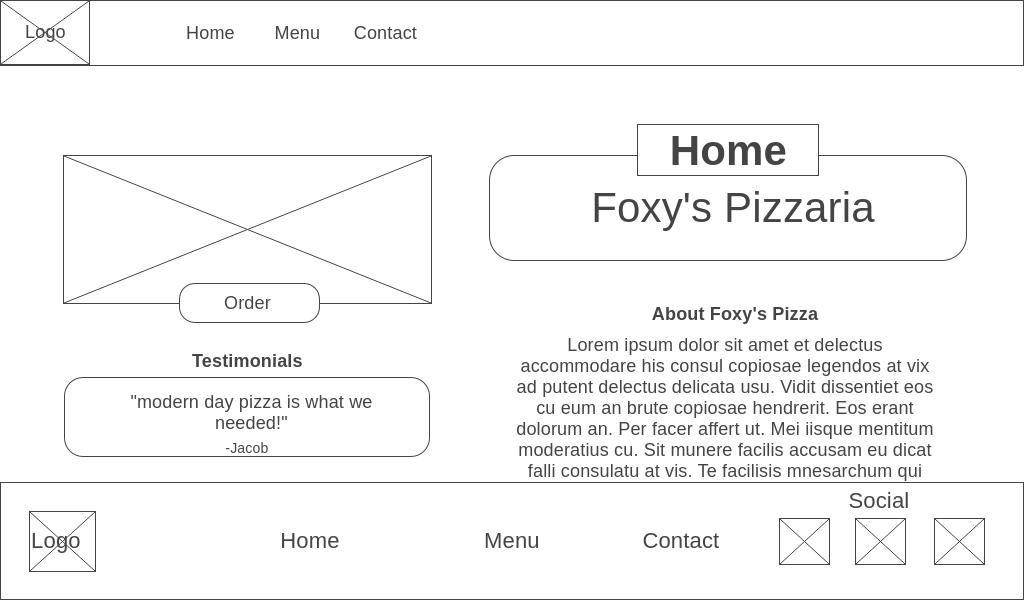 Logo
Home Menu Contact
Home
Foxy's Pizzaria
Order
Testimonials
"modern day pizza is what we
needed!"
-Jacob
About Foxy's Pizza
Lorem ipsum dolor sit amet et delectus
accommodare his consul copiosae legendos at vix
ad putent delectus delicata usu. Vidit dissentiet eos
cu eum an brute copiosae hendrerit. Eos erant
dolorum an. Per facer affert ut. Mei iisque mentitum
moderatius cu. Sit munere facilis accusam eu dicat
falli consulatu at vis. Te facilisis mnesarchum qui
Logo
Home Menu Contact
Social